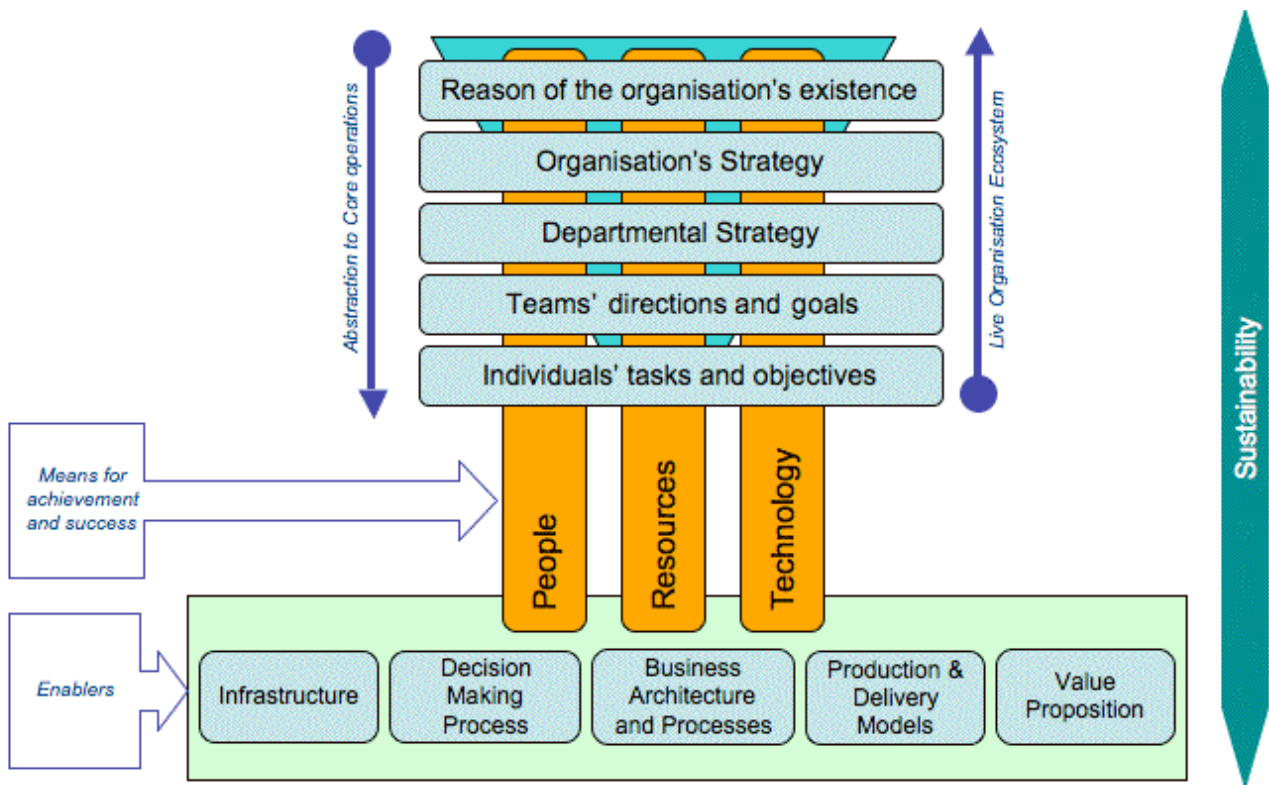 Reason of the organisation's existence
Organisation's Strategy
Departmental Strategy
Teams' directions and goals
Individuals' tasks and objectives
Abstraction to Core operations
Live Organisation Ecosystem
Sustainability
Means for
achievement
and success
People
Resources
Technology
Enablers
Infrastructure
Decision
Making
Process
Business
Architecture
and Processes
Production &
Delivery
Models
Value
Proposition